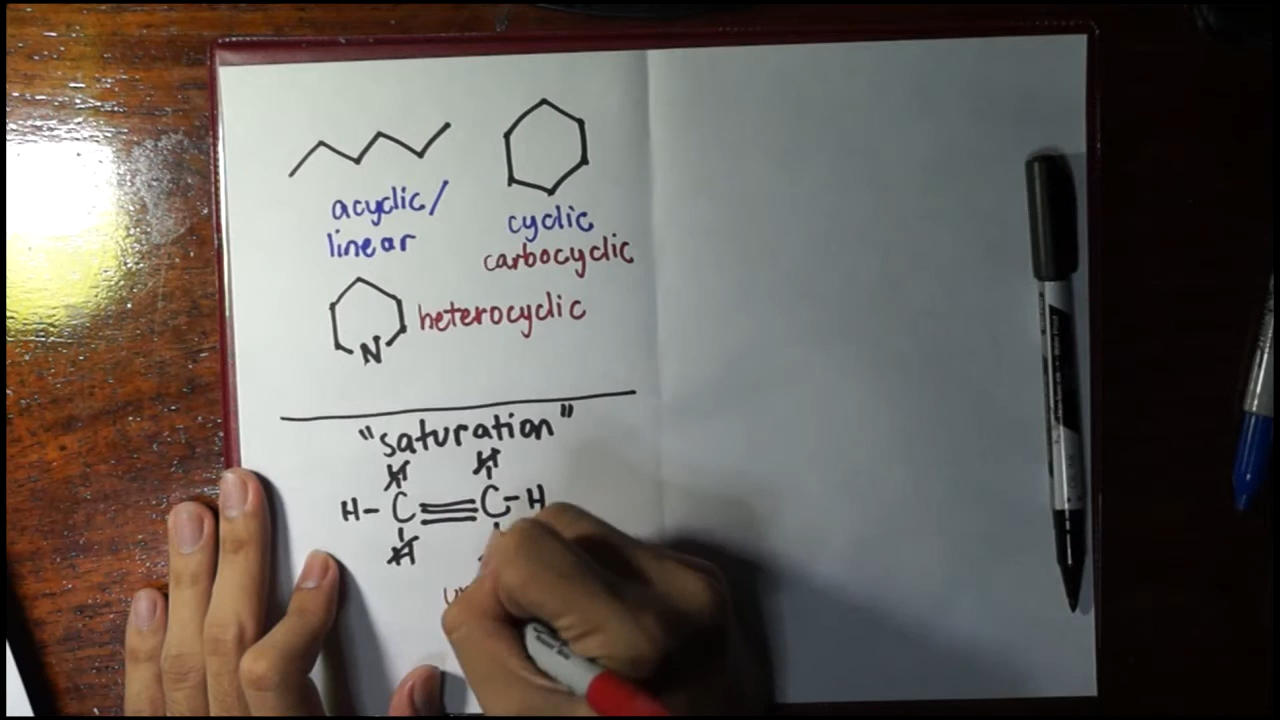 acyclic/
linear
cyclic
carbocyclic
N
heterocyclic
"saturation"
H H
H-C≡C-H
H